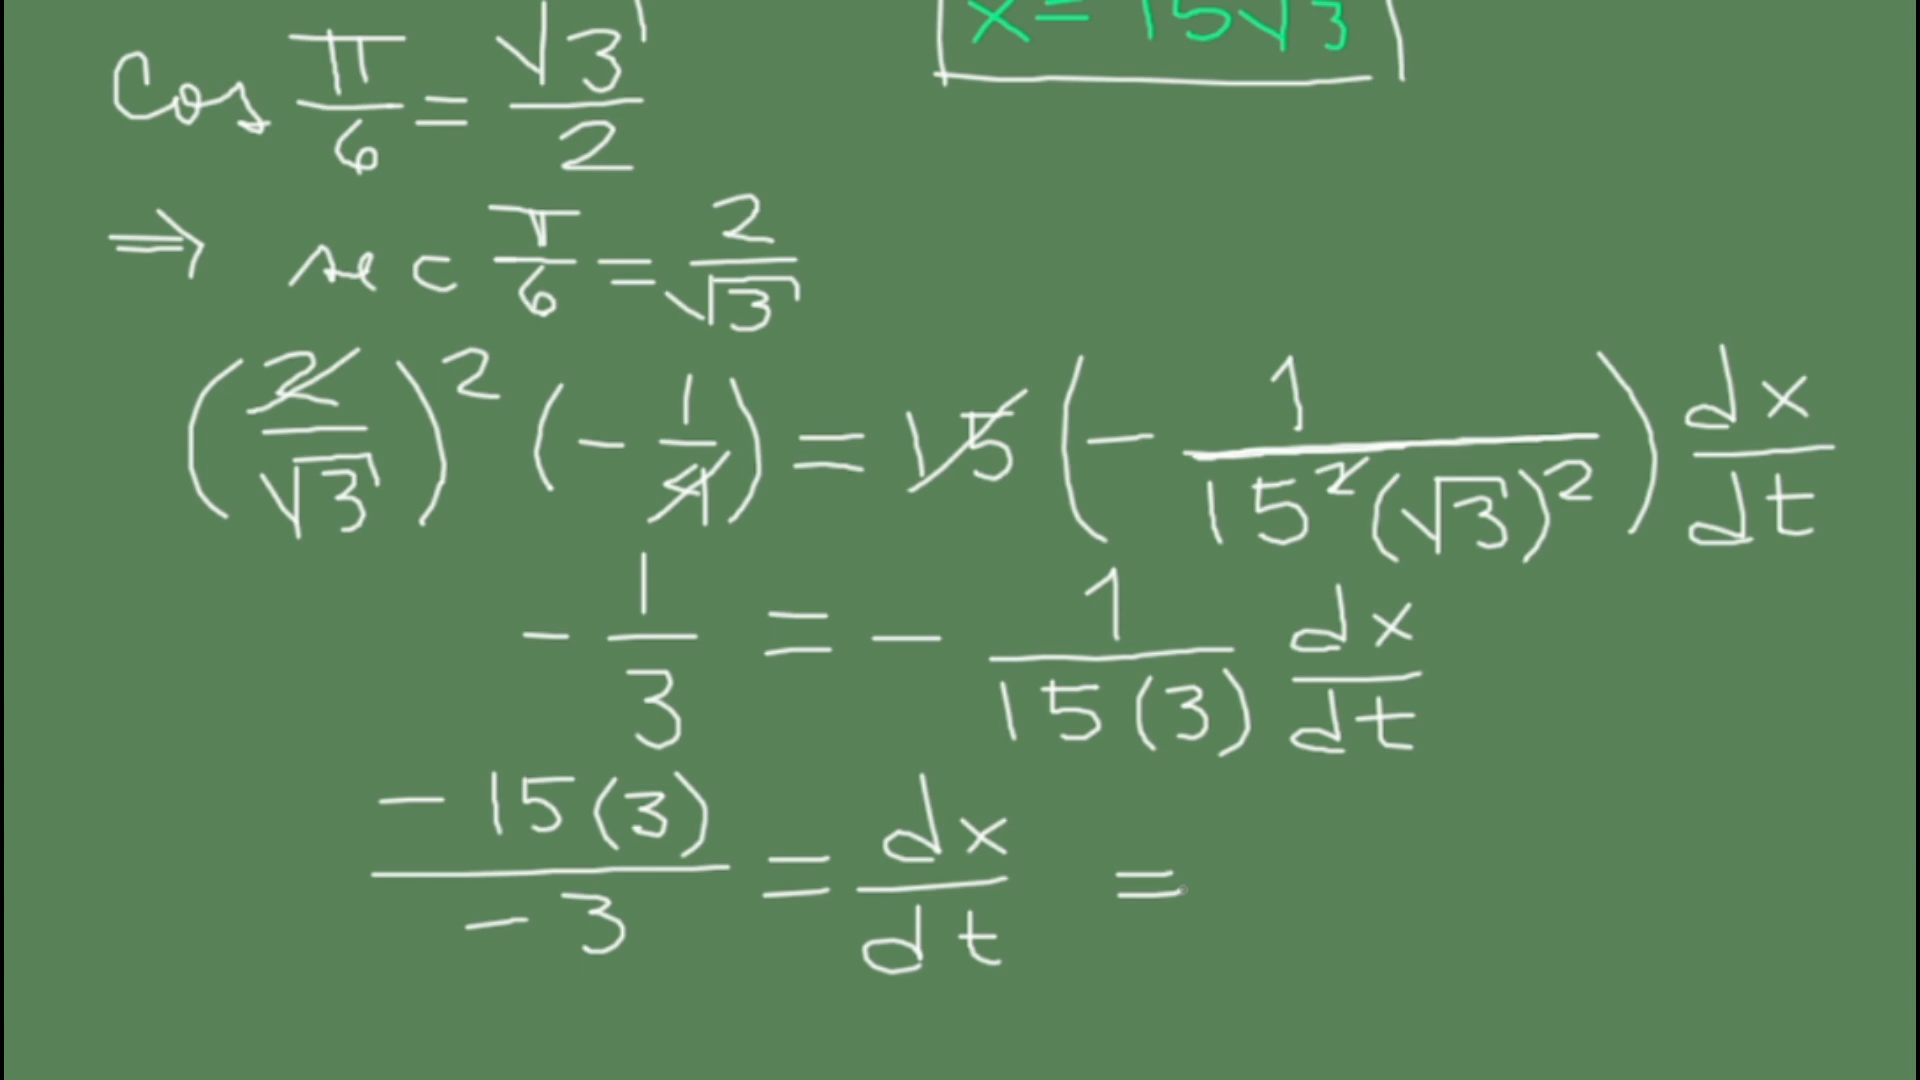 x = 15√3
cos π/6 = √3/2
⇒ sec π/6 = 2/√3
(2/√3)² (- 1/4) = 15 (- 1/(15²(√3)²)) dx/dt
- 1/3 = - 1/(15(3)) dx/dt
-15(3)/-3 = dx/dt =